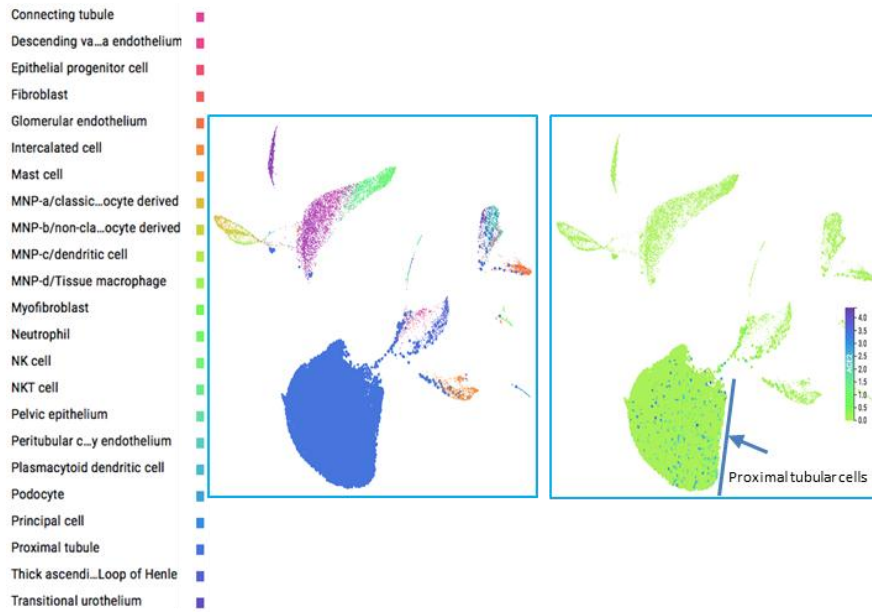 Connecting tubule
Descending va...a endothelium
Epithelial progenitor cell
Fibroblast
Glomerular endothelium
Intercalated cell
Mast cell
MNP-a/classic...ocyte derived
MNP-b/non-cla...ocyte derived
MNP-c/dendritic cell
MNP-d/Tissue macrophage
Myofibroblast
Neutrophil
NK cell
NKT cell
Pelvic epithelium
Peritubular c...y endothelium
Plasmacytoid dendritic cell
Podocyte
Principal cell
Proximal tubule
Thick ascendi...Loop of Henle
Transitional urothelium
ACE2
4.0
3.5
3.0
2.5
2.0
1.5
1.0
0.5
0.0
Proximal tubular cells